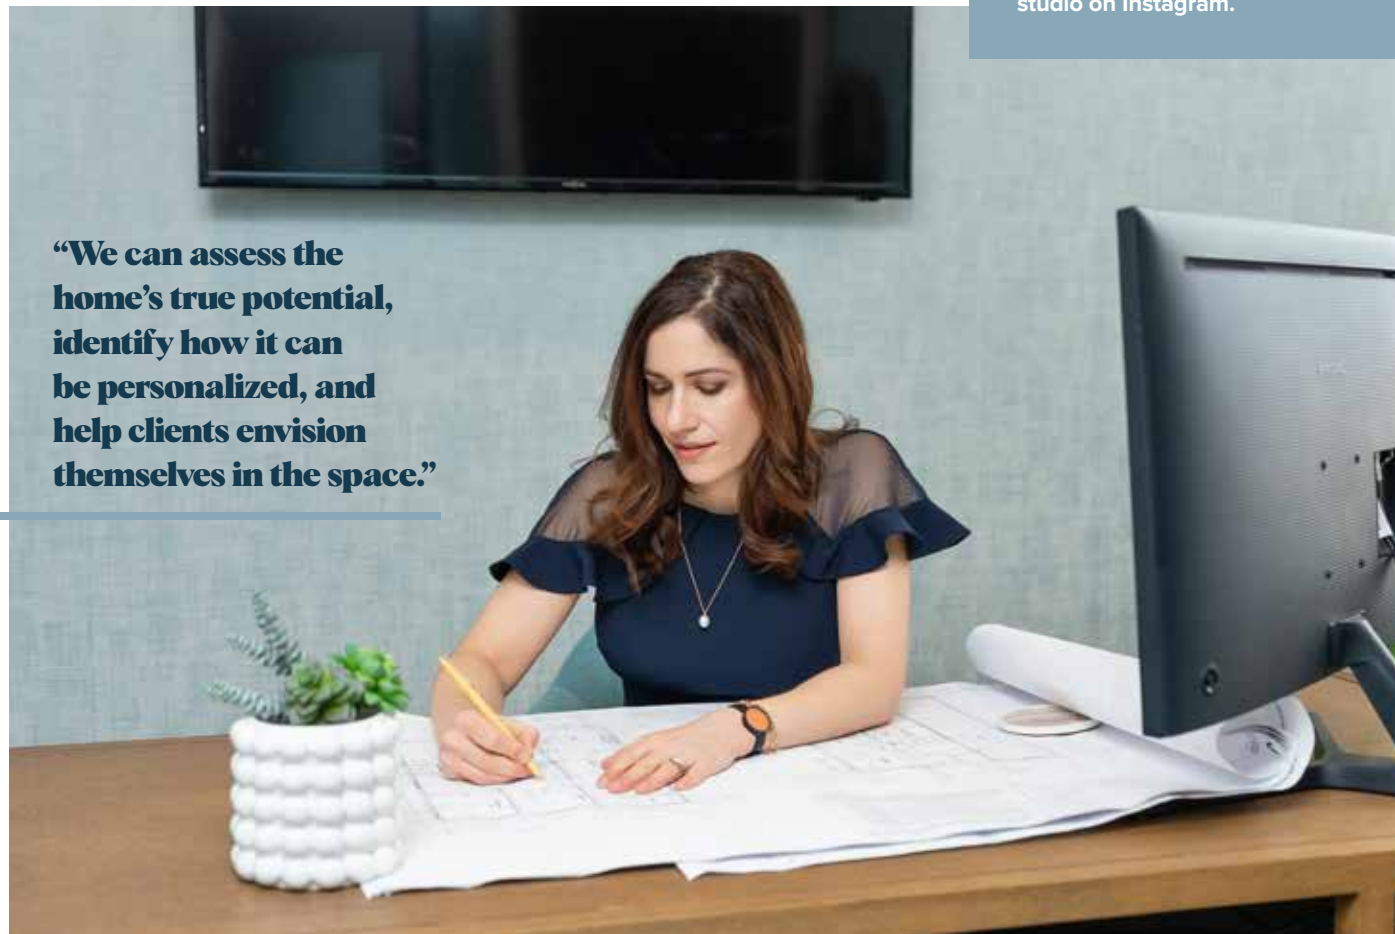 studio on Instagram.
“We can assess the
home’s true potential,
identify how it can
be personalized, and
help clients envision
themselves in the space.”